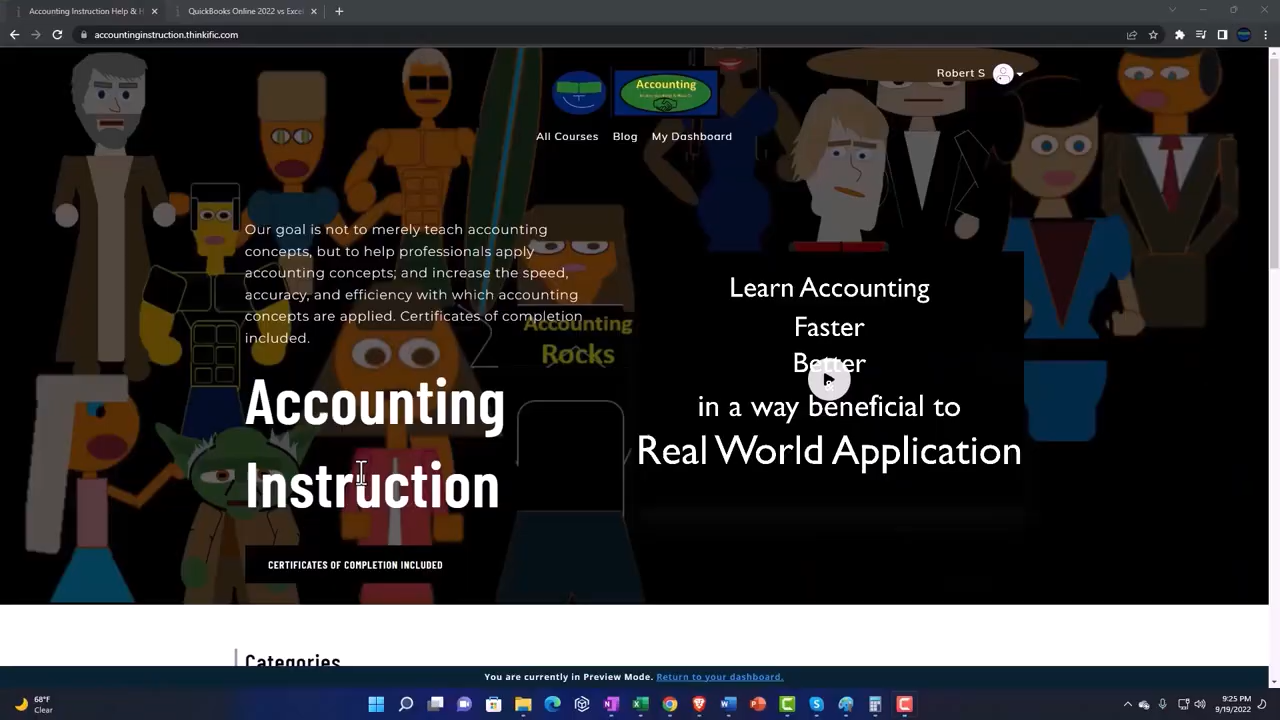 Accounting Instruction Help & H
QuickBooks Online 2022 vs Excel
accountinginstruction.thinkific.com
Robert S
Accounting
All Courses
Blog
My Dashboard
Our goal is not to merely teach accounting
concepts, but to help professionals apply
accounting concepts; and increase the speed,
accuracy, and efficiency with which accounting
concepts are applied. Certificates of completion
included.
Accounting
Instruction
CERTIFICATES OF COMPLETION INCLUDED
Accounting
Rocks
Learn Accounting
Faster
Better
&
in a way beneficial to
Real World Application
Categories
You are currently in Preview Mode. Return to your dashboard.
68°F
Clear
9:25 PM
9/19/2022